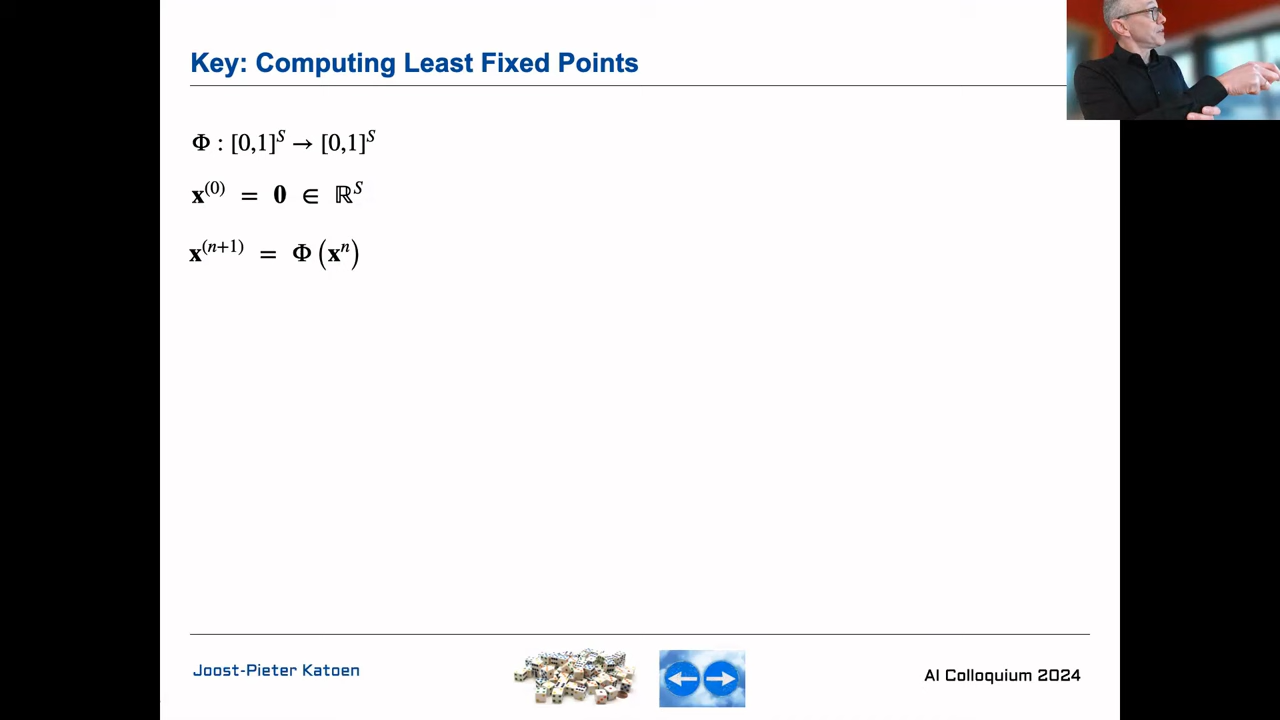 Key: Computing Least Fixed Points
Φ : [0,1]^S → [0,1]^S
x^(0) = 0 ∈ ℝ^S
x^(n+1) = Φ (x^n)
Joost-Pieter Katoen
AI Colloquium 2024